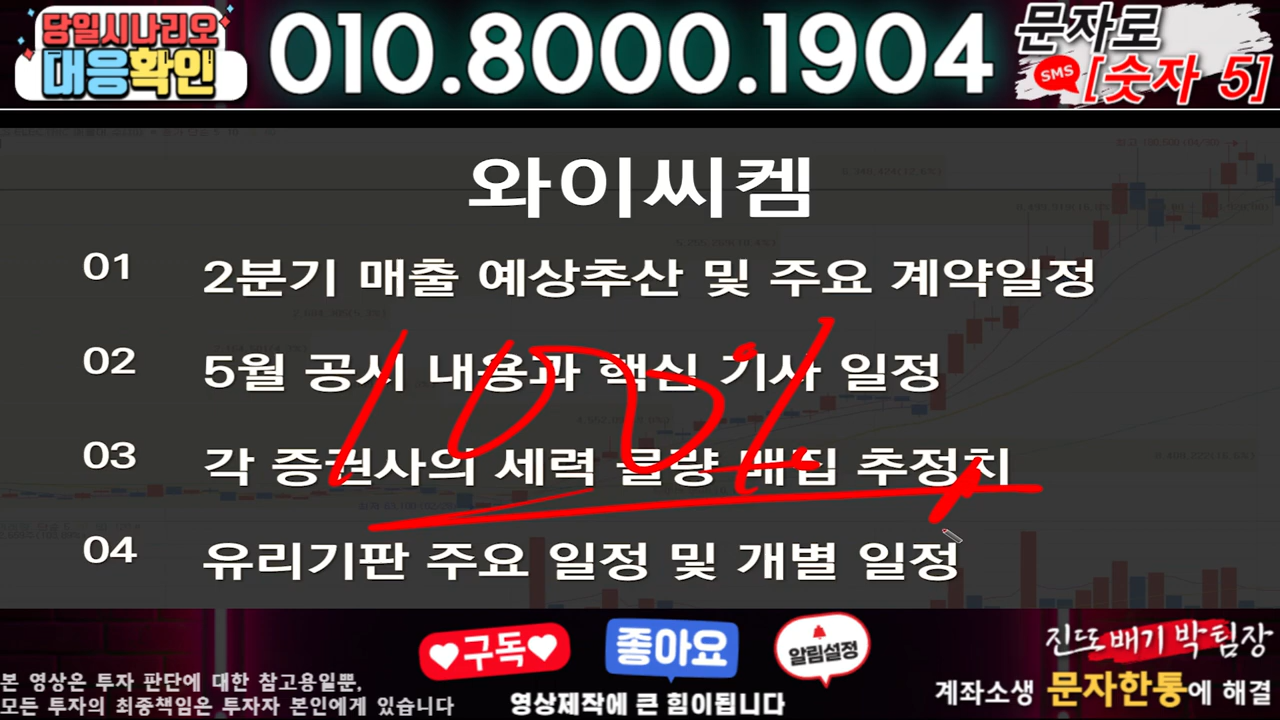 당일시나리오
대응확인
010.8000.1904
문자로
SMS
[숫자 5]
와이씨켐
01 2분기 매출 예상추산 및 주요 계약일정
02 5월 공시 내용과 핵심 기사 일정
03 각 증권사의 세력 물량 매집 추정치
04 유리기판 주요 일정 및 개별 일정
100%
구독
좋아요
알림설정
영상제작에 큰 힘이됩니다
본 영상은 투자 판단에 대한 참고용일뿐,
모든 투자의 최종책임은 투자자 본인에게 있습니다
진또배기 박팀장
계좌소생 문자한통에 해결